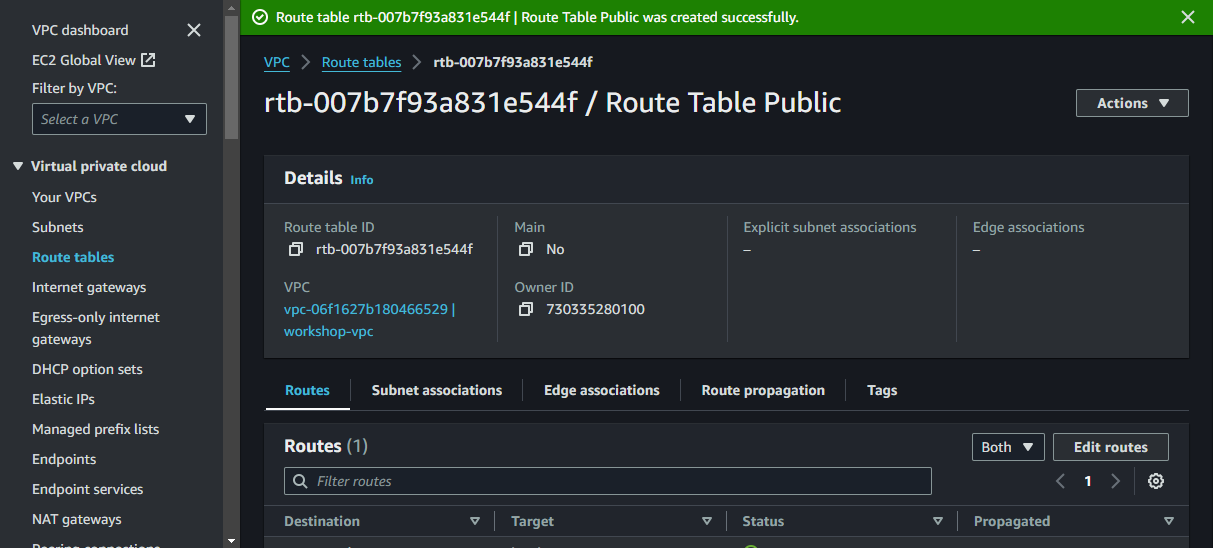 VPC dashboard
EC2 Global View
Filter by VPC:
Select a VPC
Virtual private cloud
Your VPCs
Subnets
Route tables
Internet gateways
Egress-only internet
gateways
DHCP option sets
Elastic IPs
Managed prefix lists
Endpoints
Endpoint services
NAT gateways
Peering connections
Route table rtb-007b7f93a831e544f | Route Table Public was created successfully.
VPC > Route tables > rtb-007b7f93a831e544f
rtb-007b7f93a831e544f / Route Table Public
Actions
Details Info
Route table ID
rtb-007b7f93a831e544f
Main
No
Explicit subnet associations
–
Edge associations
–
VPC
vpc-06f1627b180466529 |
workshop-vpc
Owner ID
730335280100
Routes Subnet associations Edge associations Route propagation Tags
Routes (1)
Both Edit routes
Filter routes
1
Destination Target Status Propagated